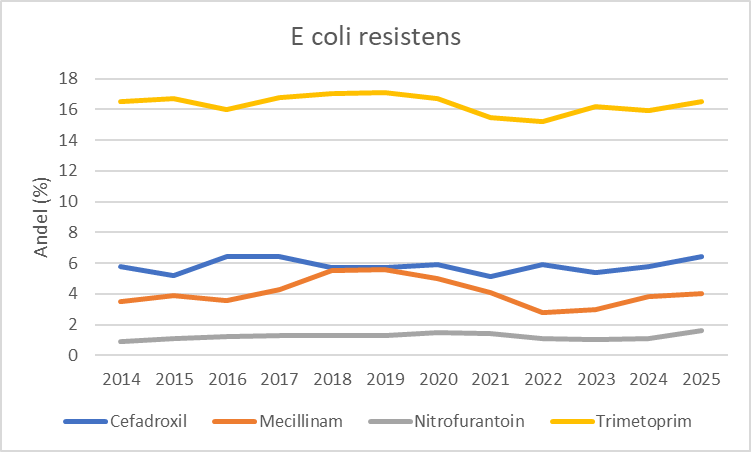 E coli resistens
Andel (%)
18
16
14
12
10
8
6
4
2
0
2014 2015 2016 2017 2018 2019 2020 2021 2022 2023 2024 2025
Cefadroxil Mecillinam Nitrofurantoin Trimetoprim